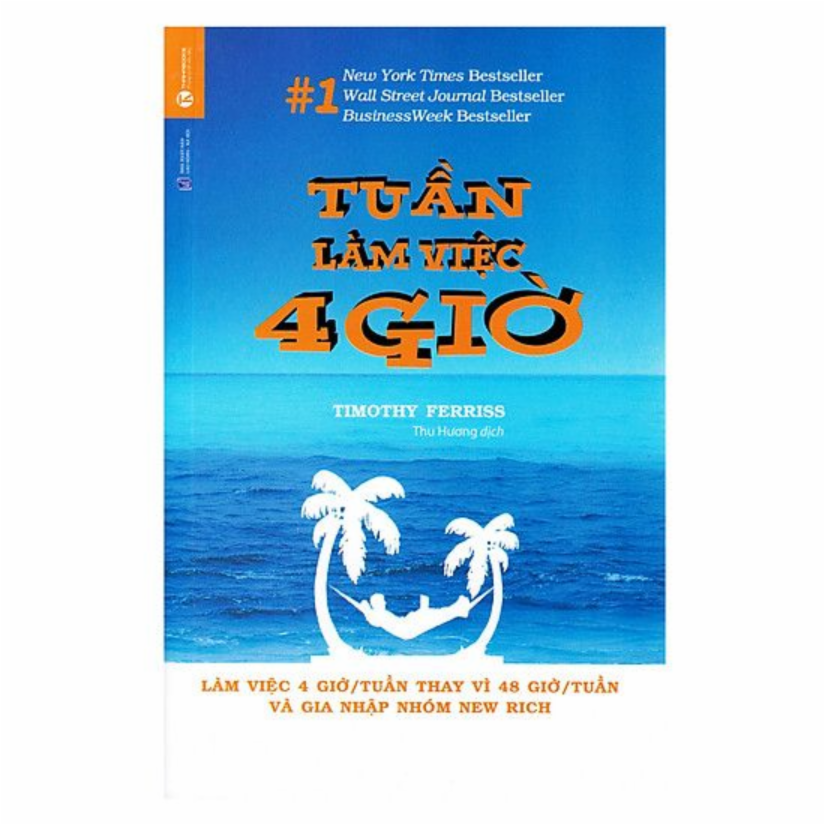 #1
New York Times Bestseller
Wall Street Journal Bestseller
BusinessWeek Bestseller
TUẦN
LÀM VIỆC
4 GIỜ
TIMOTHY FERRISS
Thu Hương dịch
LÀM VIỆC 4 GIỜ/TUẦN THAY VÌ 48 GIỜ/TUẦN
VÀ GIA NHẬP NHÓM NEW RICH